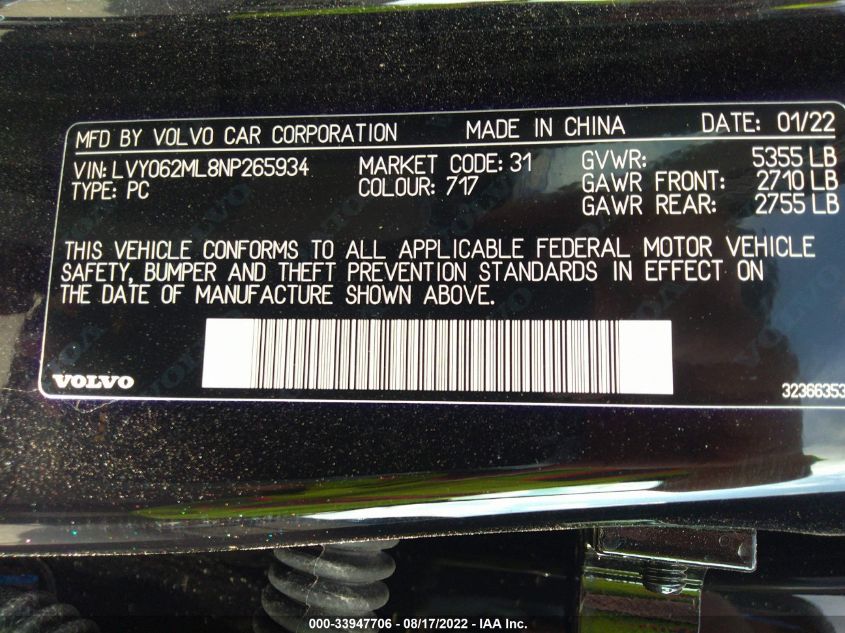 MFD BY VOLVO CAR CORPORATION MADE IN CHINA DATE: 01/22
VIN: LVY062ML8NP265934 MARKET CODE: 31 GVWR: 5355 LB
TYPE: PC COLOUR: 717 GAWR FRONT: 2710 LB
GAWR REAR: 2755 LB
THIS VEHICLE CONFORMS TO ALL APPLICABLE FEDERAL MOTOR VEHICLE
SAFETY, BUMPER AND THEFT PREVENTION STANDARDS IN EFFECT ON
THE DATE OF MANUFACTURE SHOWN ABOVE.
VOLVO
32366353
000-33947706 - 08/17/2022 - IAA Inc.